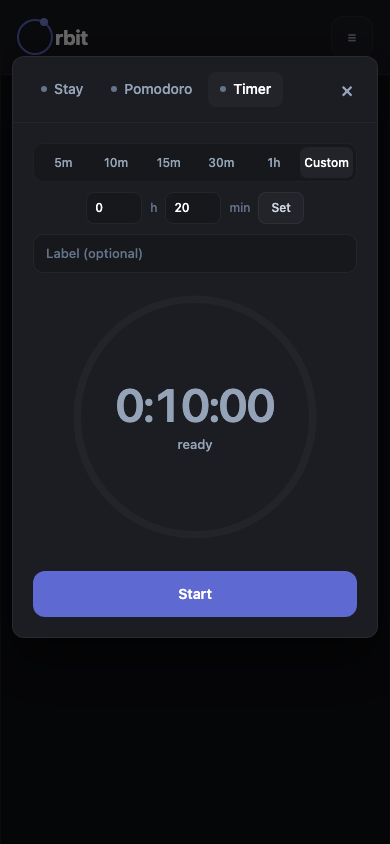 Orbit
Stay Pomodoro Timer ×
5m 10m 15m 30m 1h Custom
0 h 20 min Set
Label (optional)
0:10:00
ready
Start